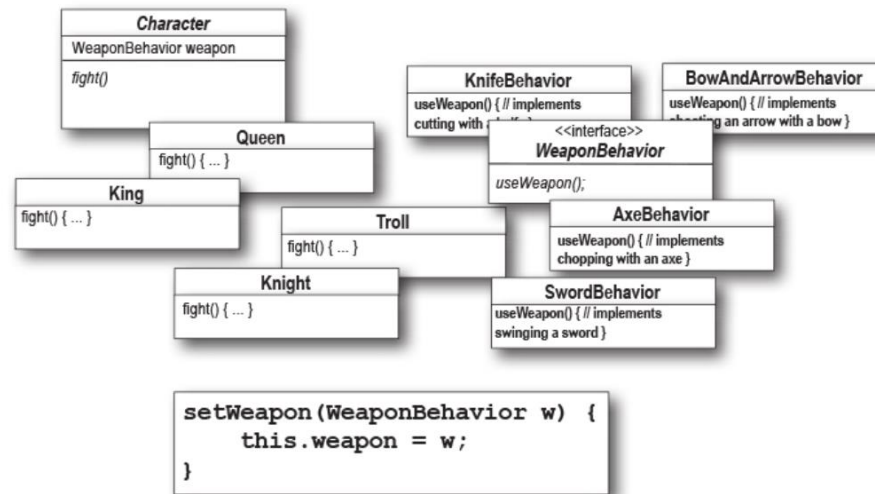 Character
WeaponBehavior weapon
fight()
Queen
fight() { ... }
King
fight() { ... }
Troll
fight() { ... }
Knight
fight() { ... }
KnifeBehavior
useWeapon() { // implements
cutting with a
BowAndArrowBehavior
useWeapon() { // implements
an arrow with a bow }
<<interface>>
WeaponBehavior
useWeapon();
AxeBehavior
useWeapon() { // implements
chopping with an axe }
SwordBehavior
useWeapon() { // implements
swinging a sword }
setWeapon(WeaponBehavior w) {
this.weapon = w;
}